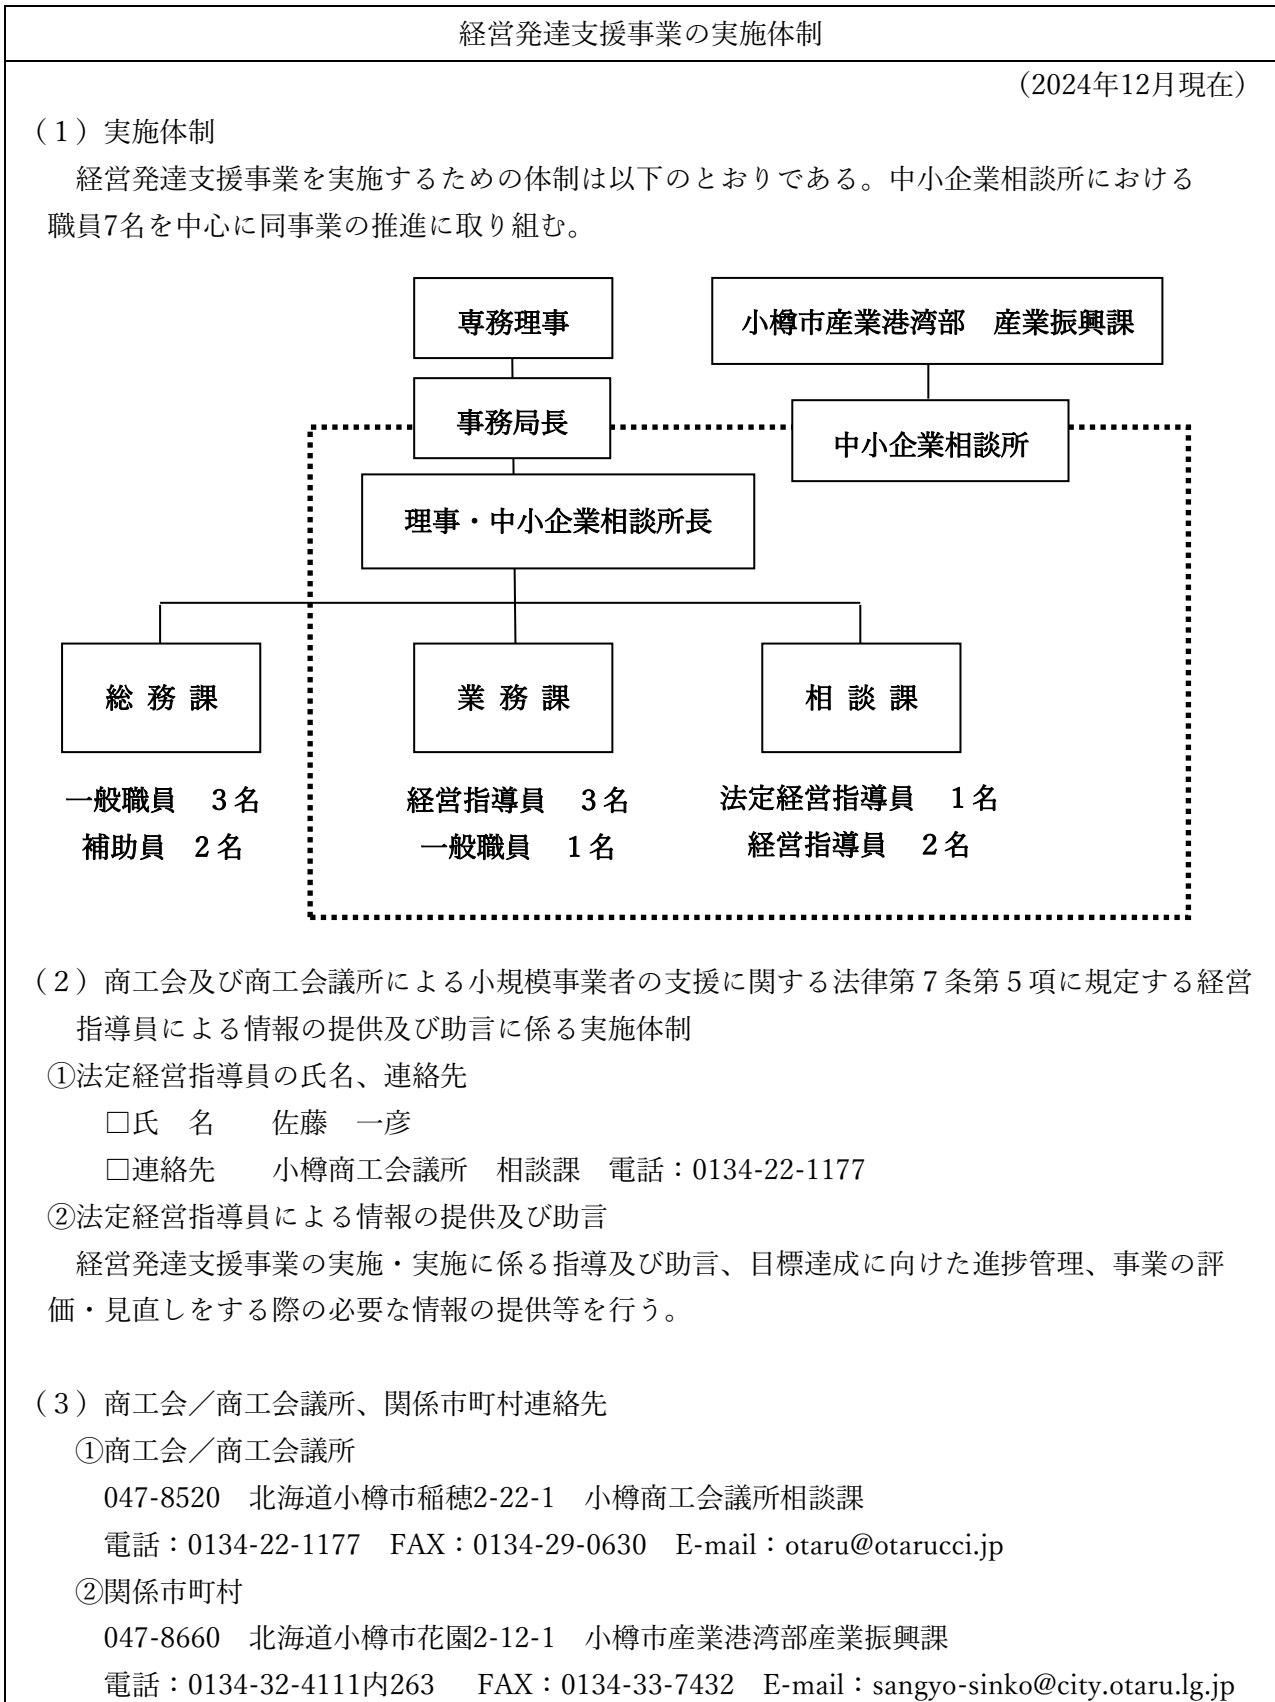 経営発達支援事業の実施体制
（2024年12月現在）
（１）実施体制
経営発達支援事業を実施するための体制は以下のとおりである。中小企業相談所における
職員7名を中心に同事業の推進に取り組む。
専務理事
小樽市産業港湾部　産業振興課
事務局長
中小企業相談所
理事・中小企業相談所長
総 務 課
業 務 課
相 談 課
一般職員　３名
補助員　２名
経営指導員　３名
一般職員　１名
法定経営指導員　１名
経営指導員　２名
（２）商工会及び商工会議所による小規模事業者の支援に関する法律第７条第５項に規定する経営
指導員による情報の提供及び助言に係る実施体制
①法定経営指導員の氏名、連絡先
□氏　名　　佐藤　一彦
□連絡先　　小樽商工会議所　相談課　電話：0134-22-1177
②法定経営指導員による情報の提供及び助言
経営発達支援事業の実施・実施に係る指導及び助言、目標達成に向けた進捗管理、事業の評
価・見直しをする際の必要な情報の提供等を行う。
（３）商工会／商工会議所、関係市町村連絡先
①商工会／商工会議所
047-8520　北海道小樽市稲穂2-22-1　小樽商工会議所相談課
電話：0134-22-1177　FAX：0134-29-0630　E-mail：otaru@otarucci.jp
②関係市町村
047-8660　北海道小樽市花園2-12-1　小樽市産業港湾部産業振興課
電話：0134-32-4111内263　 FAX：0134-33-7432　E-mail：sangyo-sinko@city.otaru.lg.jp